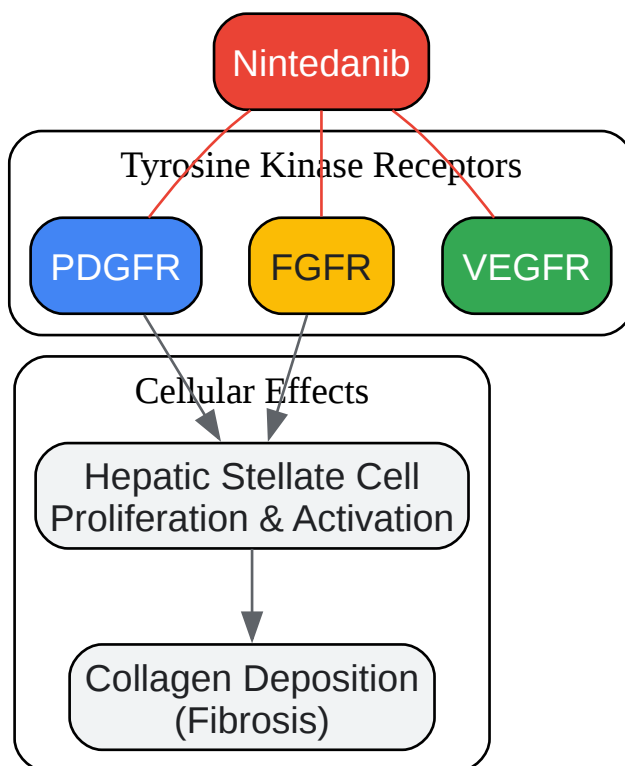 Nintedanib
Tyrosine Kinase Receptors
PDGFR
FGFR
VEGFR
Cellular Effects
Hepatic Stellate Cell
Proliferation & Activation
Collagen Deposition
(Fibrosis)